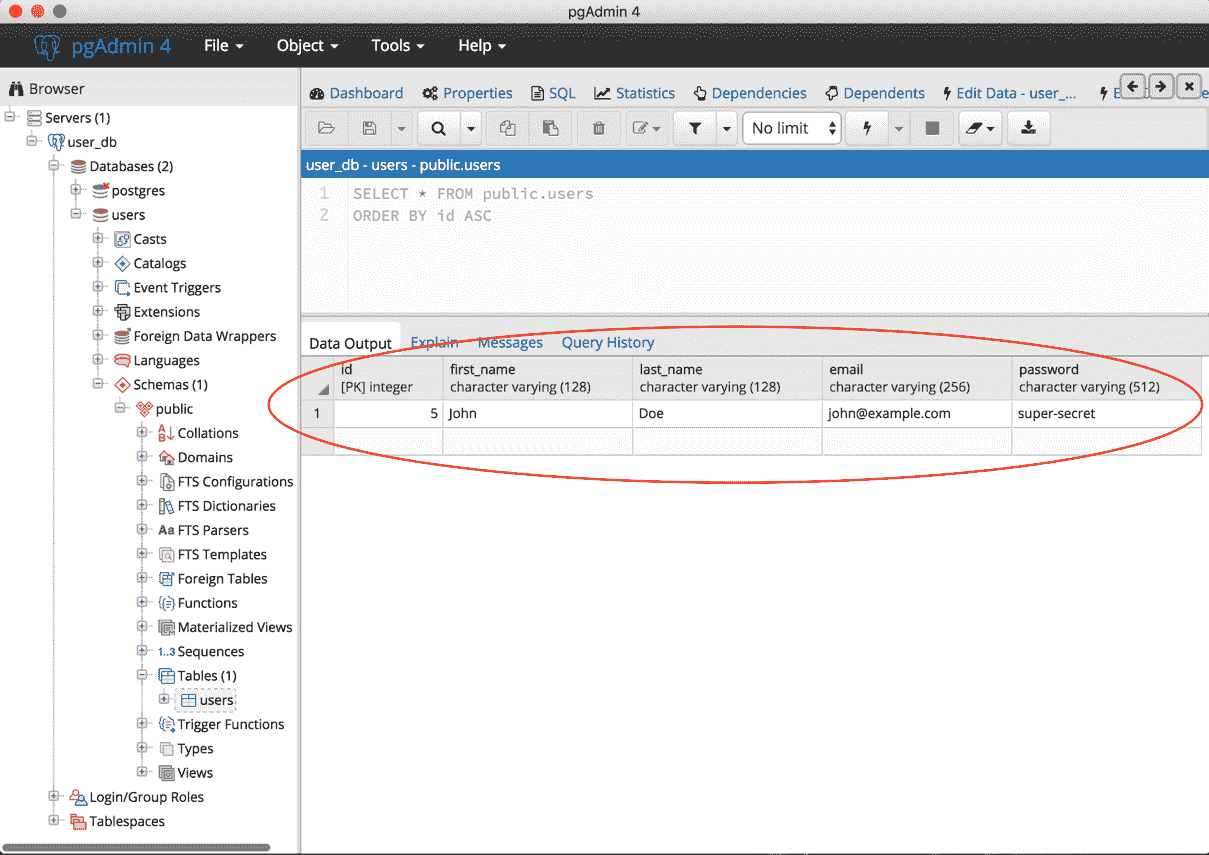 pgAdmin 4
pgAdmin 4 File Object Tools Help
Browser
Servers (1)
user_db
Databases (2)
postgres
users
Casts
Catalogs
Event Triggers
Extensions
Foreign Data Wrappers
Languages
Schemas (1)
public
Collations
Domains
FTS Configurations
FTS Dictionaries
Aa FTS Parsers
FTS Templates
Foreign Tables
Functions
Materialized Views
1..3 Sequences
Tables (1)
users
Trigger Functions
Types
Views
Login/Group Roles
Tablespaces
Dashboard Properties SQL Statistics Dependencies Dependents Edit Data - user_...
No limit
user_db - users - public.users
1 SELECT * FROM public.users
2 ORDER BY id ASC
Data Output Explain Messages Query History
id first_name last_name email password
[PK] integer character varying (128) character varying (128) character varying (256) character varying (512)
1 5 John Doe john@example.com super-secret